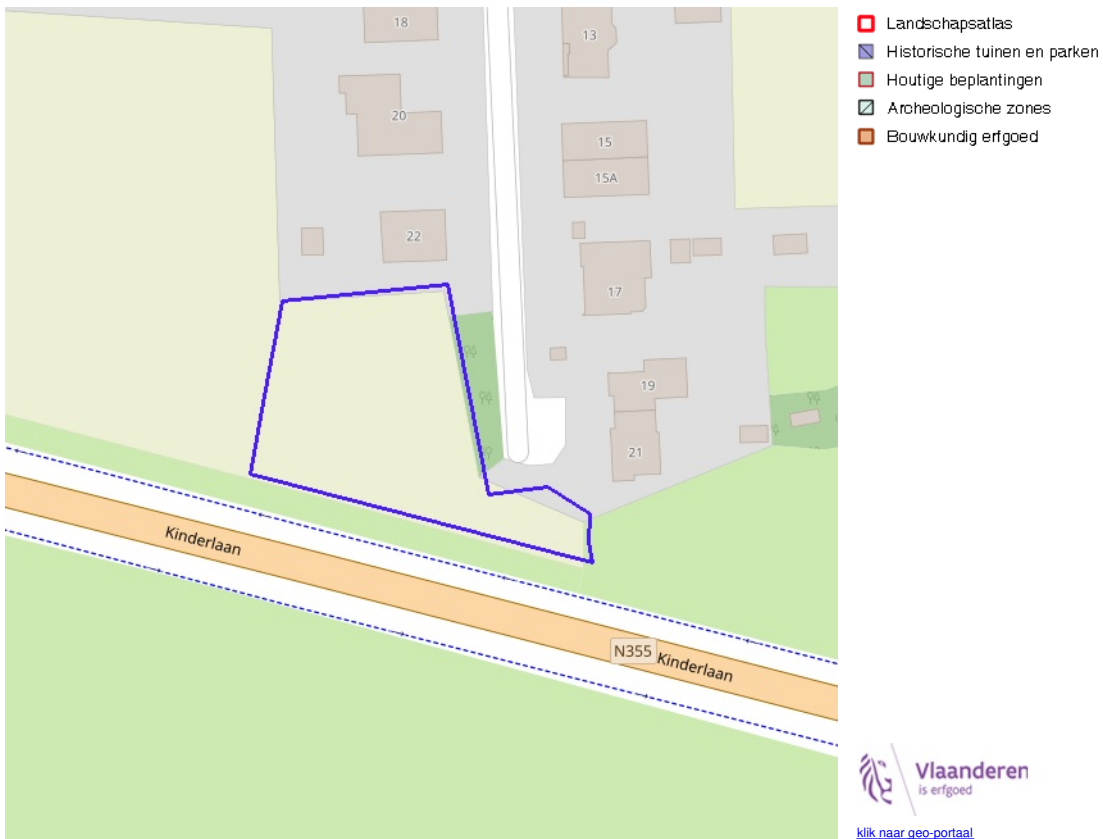 18
13
20
15
15A
22
17
19
21
Kinderlaan
N355
Kinderlaan
Landschapsatlas
Historische tuinen en parken
Houtige beplantingen
Archeologische zones
Bouwkundig erfgoed
Vlaanderen
is erfgoed
klik naar geo-portaal